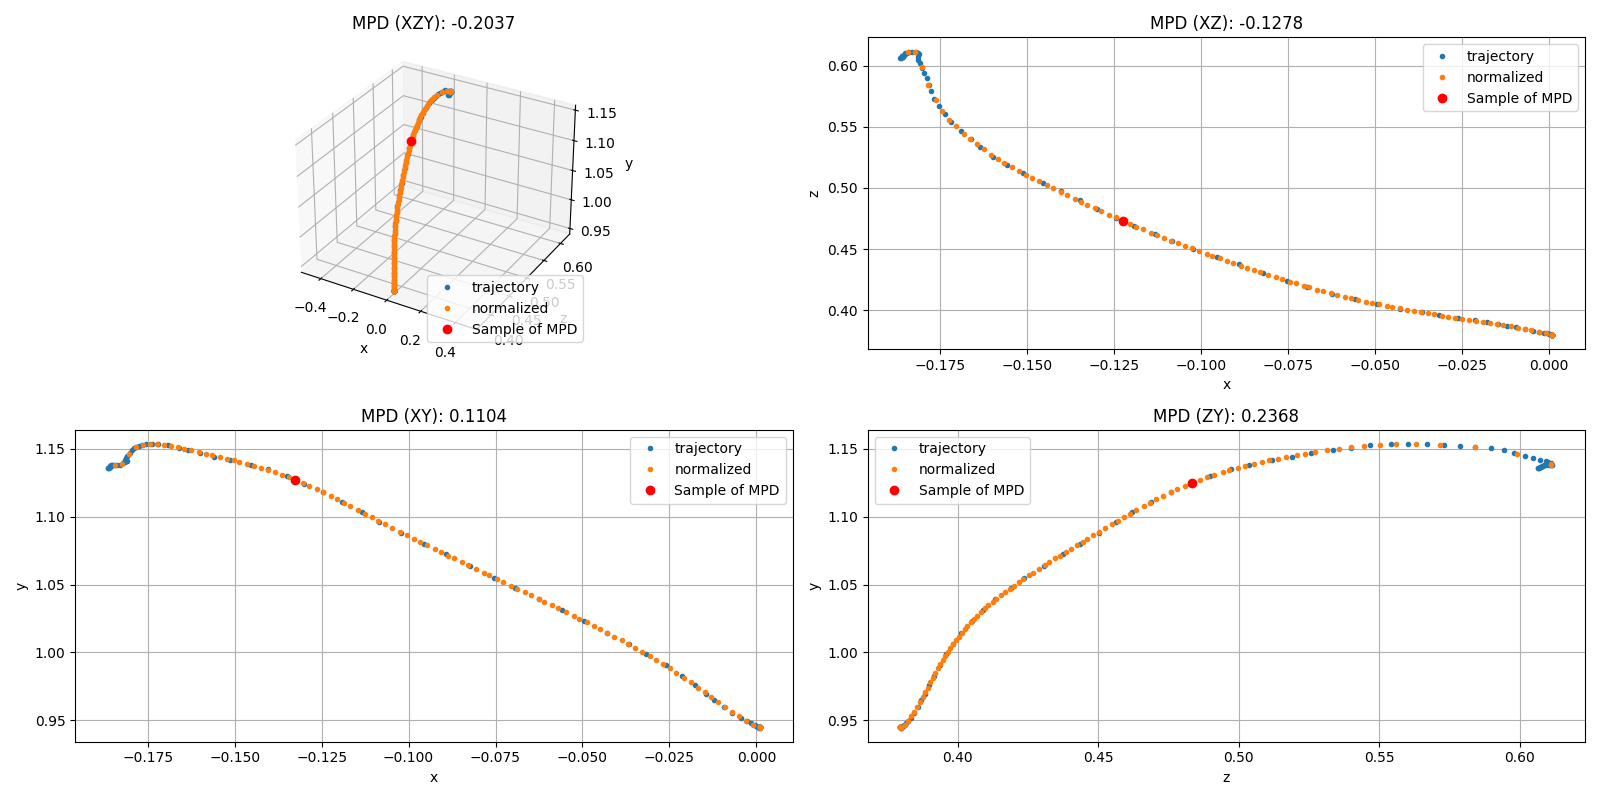 MPD (XZY): -0.2037
1.15
1.10
1.05
1.00
0.95
y
0.60
0.55
0.50
0.45
0.40
z
−0.4
−0.2
0.0
0.2
0.4
x
trajectory
normalized
Sample of MPD
MPD (XZ): -0.1278
trajectory
normalized
Sample of MPD
0.60
0.55
0.50
0.45
0.40
z
−0.175 −0.150 −0.125 −0.100 −0.075 −0.050 −0.025 0.000
x
MPD (XY): 0.1104
trajectory
normalized
Sample of MPD
1.15
1.10
1.05
1.00
0.95
y
−0.175 −0.150 −0.125 −0.100 −0.075 −0.050 −0.025 0.000
x
MPD (ZY): 0.2368
trajectory
normalized
Sample of MPD
1.15
1.10
1.05
1.00
0.95
y
0.40 0.45 0.50 0.55 0.60
z